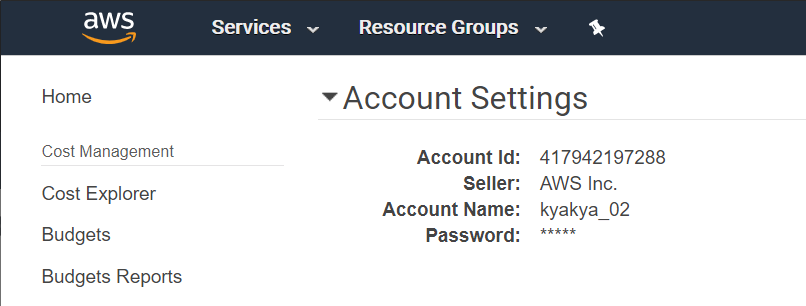 aws
Services
Resource Groups
Home
Cost Management
Cost Explorer
Budgets
Budgets Reports
Account Settings
Account Id: 417942197288
Seller: AWS Inc.
Account Name: kyakya_02
Password: *****